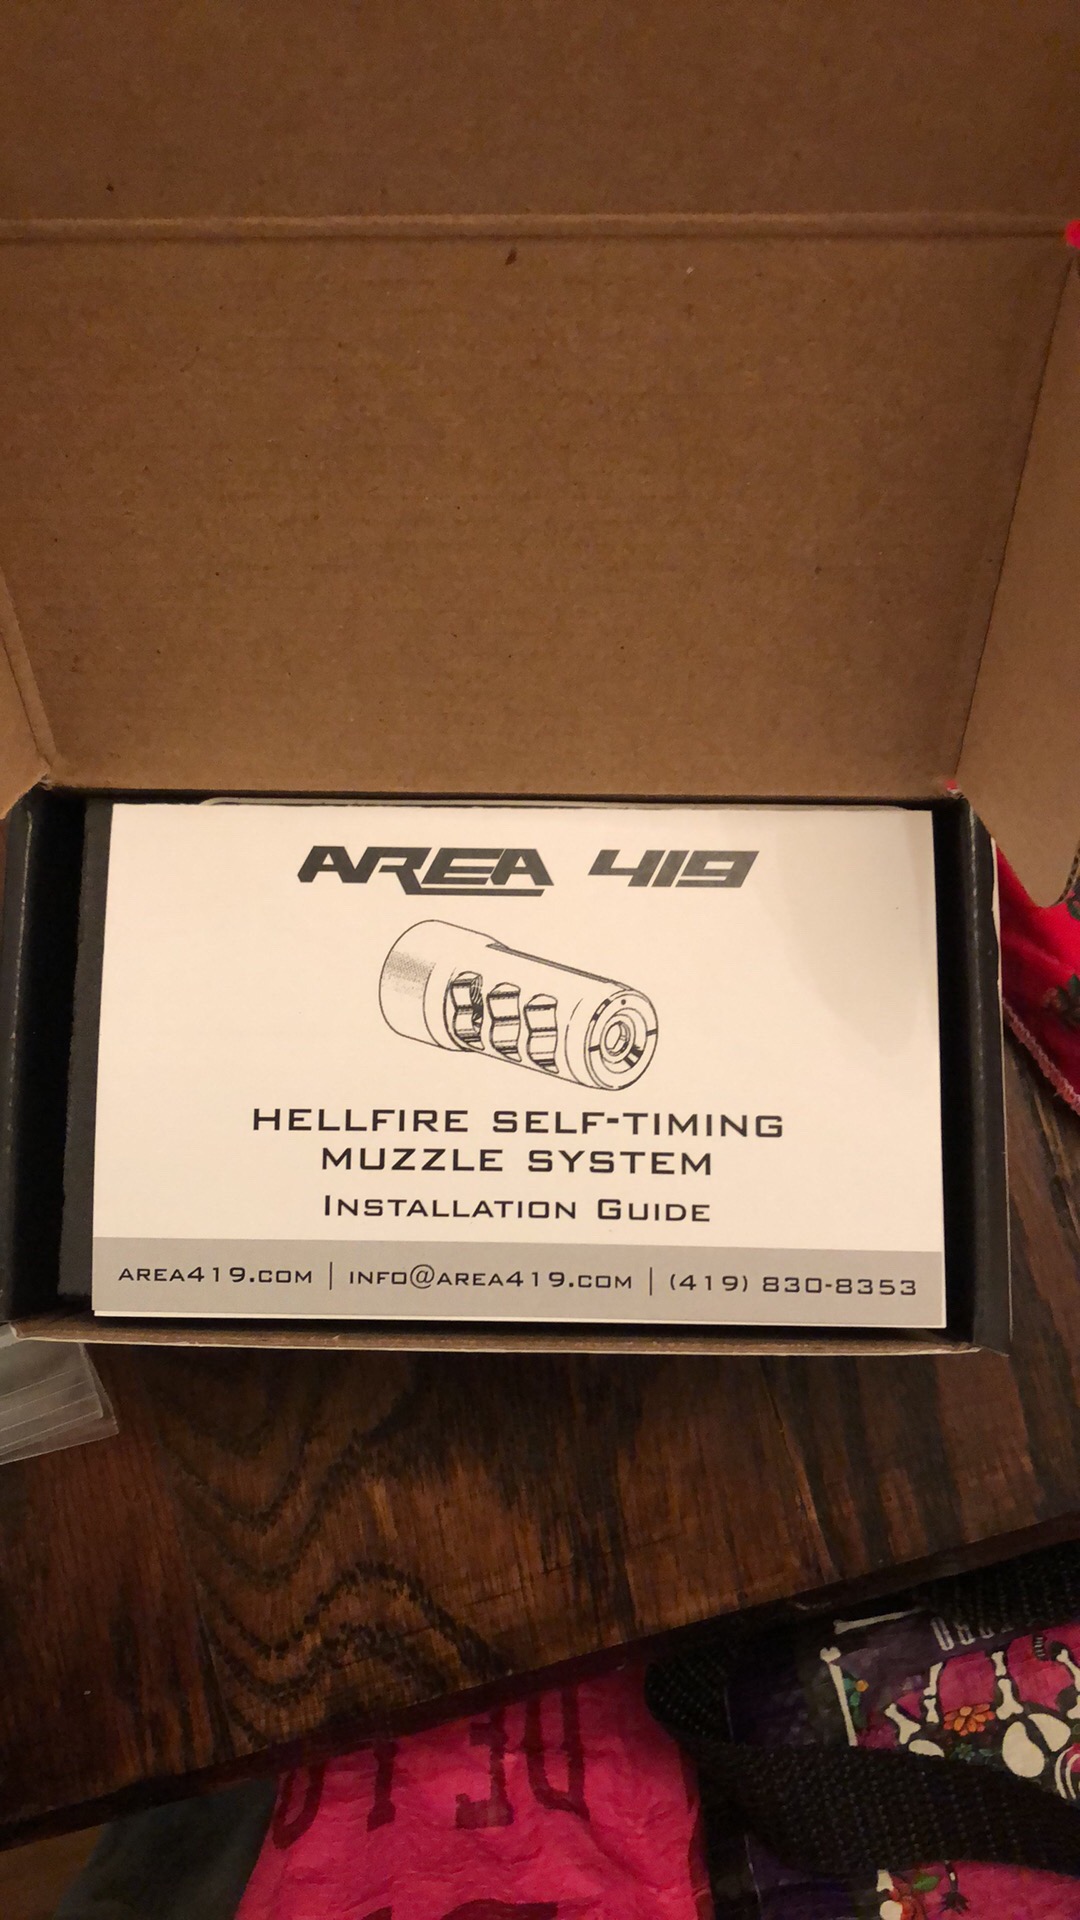 AREA 419
HELLFIRE SELF-TIMING
MUZZLE SYSTEM
INSTALLATION GUIDE
AREA419.COM | INFO@AREA419.COM | (419) 830-8353